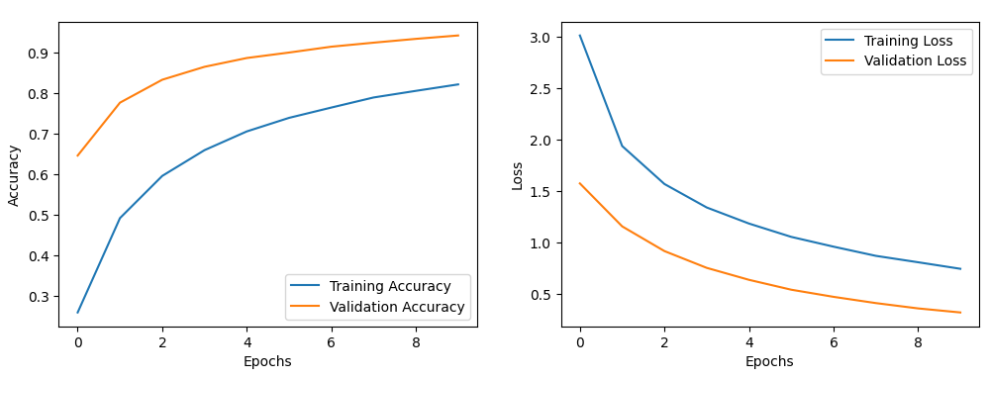 0.9
0.8
0.7
0.6
0.5
0.4
0.3
Accuracy
0 2 4 6 8
Epochs
Training Accuracy
Validation Accuracy
3.0
2.5
2.0
1.5
1.0
0.5
Loss
0 2 4 6 8
Epochs
Training Loss
Validation Loss